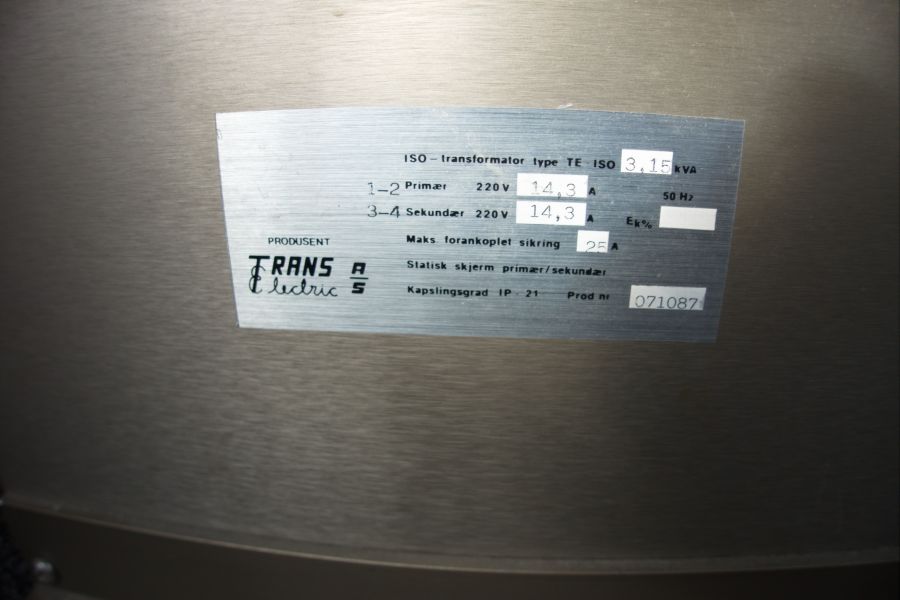 ISO-transformator type TE-ISO 3,15 kVA
1-2 Primær 220V 14,3 A 50 Hz
3-4 Sekundær 220V 14,3 A Ek%
Maks forankoplet sikring 25 A
PRODUSENT
TRANS Electric A/S
Statisk skjerm primær/sekundær
Kapslingsgrad IP-21 Prod nr 071087